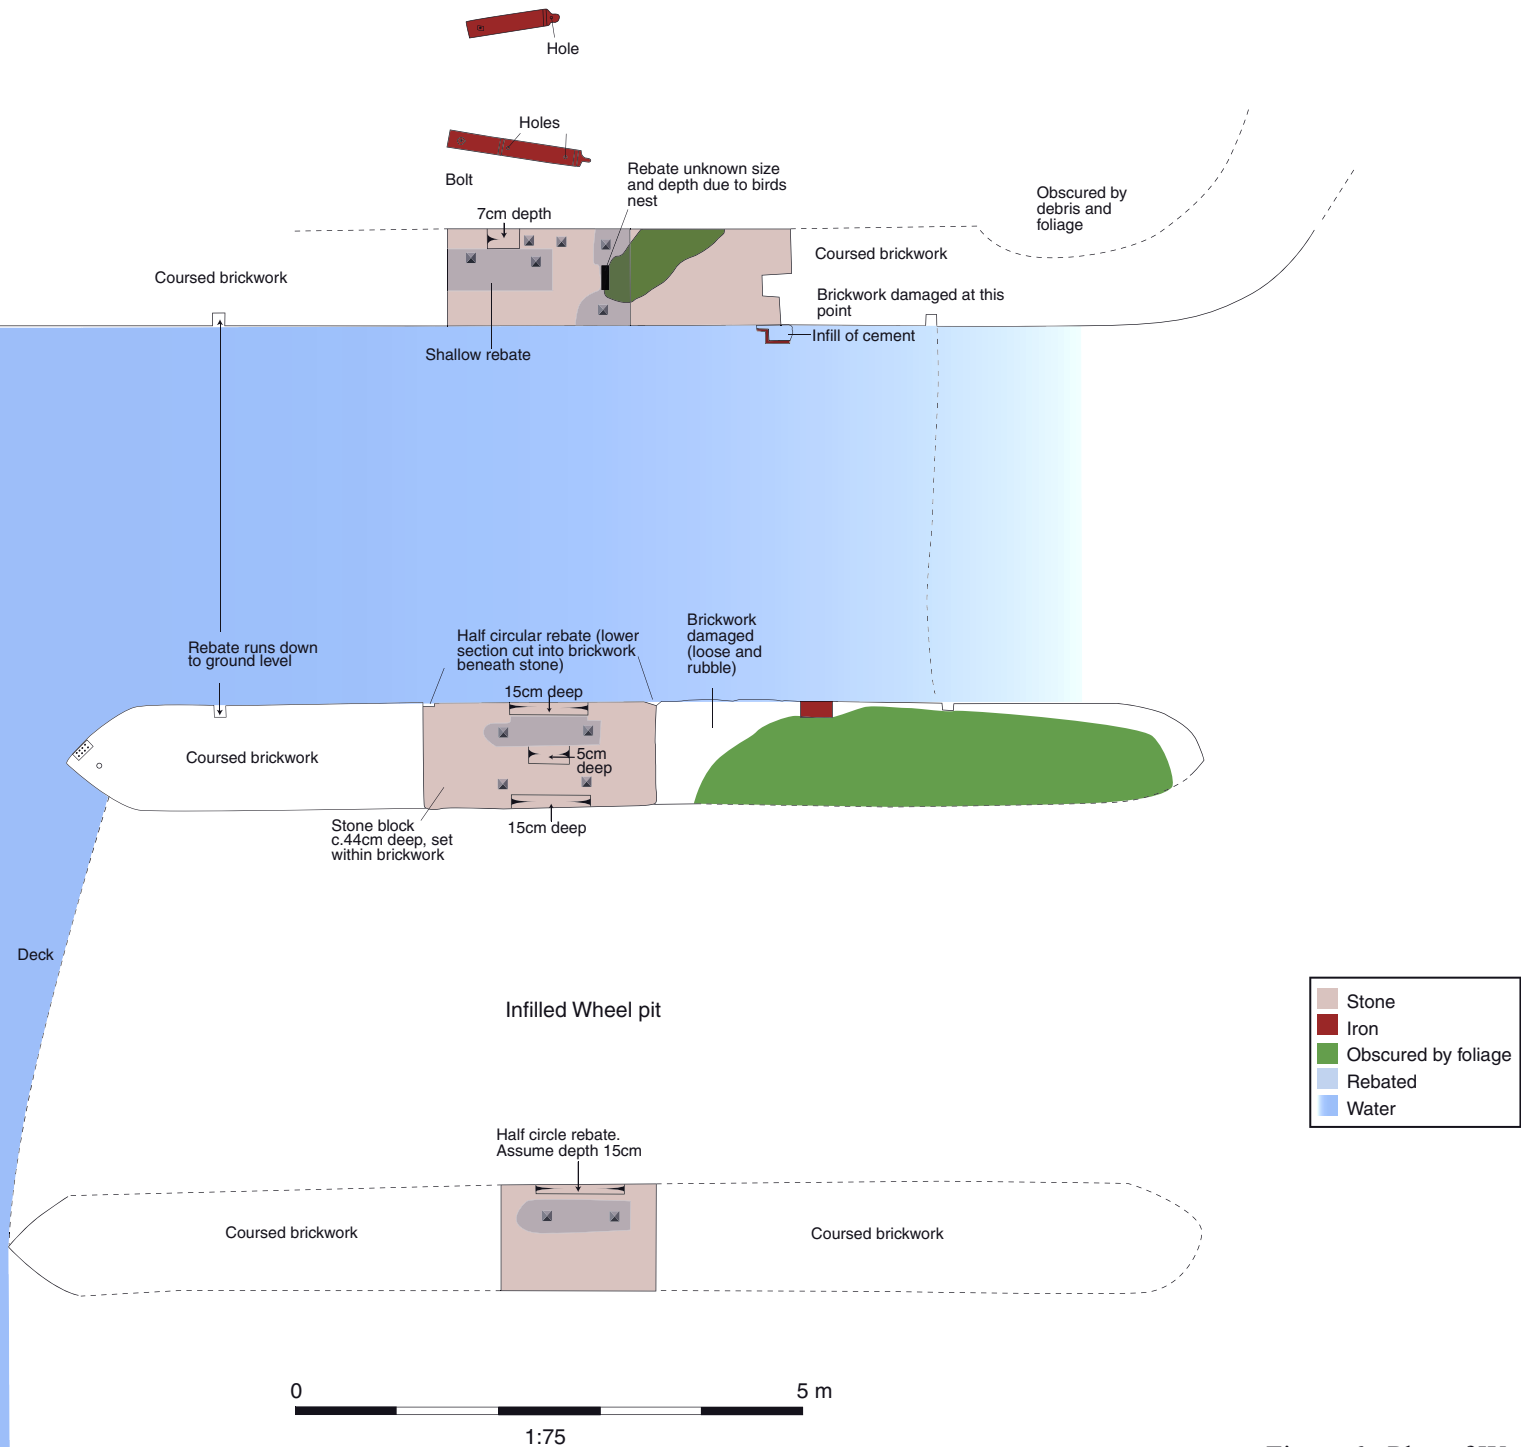 Hole
Holes
Bolt
Rebate unknown size
and depth due to birds
nest
7cm depth
Obscured by
debris and
foliage
Coursed brickwork
Coursed brickwork
Brickwork damaged at this
point
Infill of cement
Shallow rebate
Rebate runs down
to ground level
Half circular rebate (lower
section cut into brickwork
beneath stone)
Brickwork
damaged
(loose and
rubble)
15cm deep
5cm
deep
Coursed brickwork
Stone block
c.44cm deep, set
within brickwork
15cm deep
Deck
Infilled Wheel pit
Stone
Iron
Obscured by foliage
Rebated
Water
Half circle rebate.
Assume depth 15cm
Coursed brickwork
Coursed brickwork
0 5 m
1:75